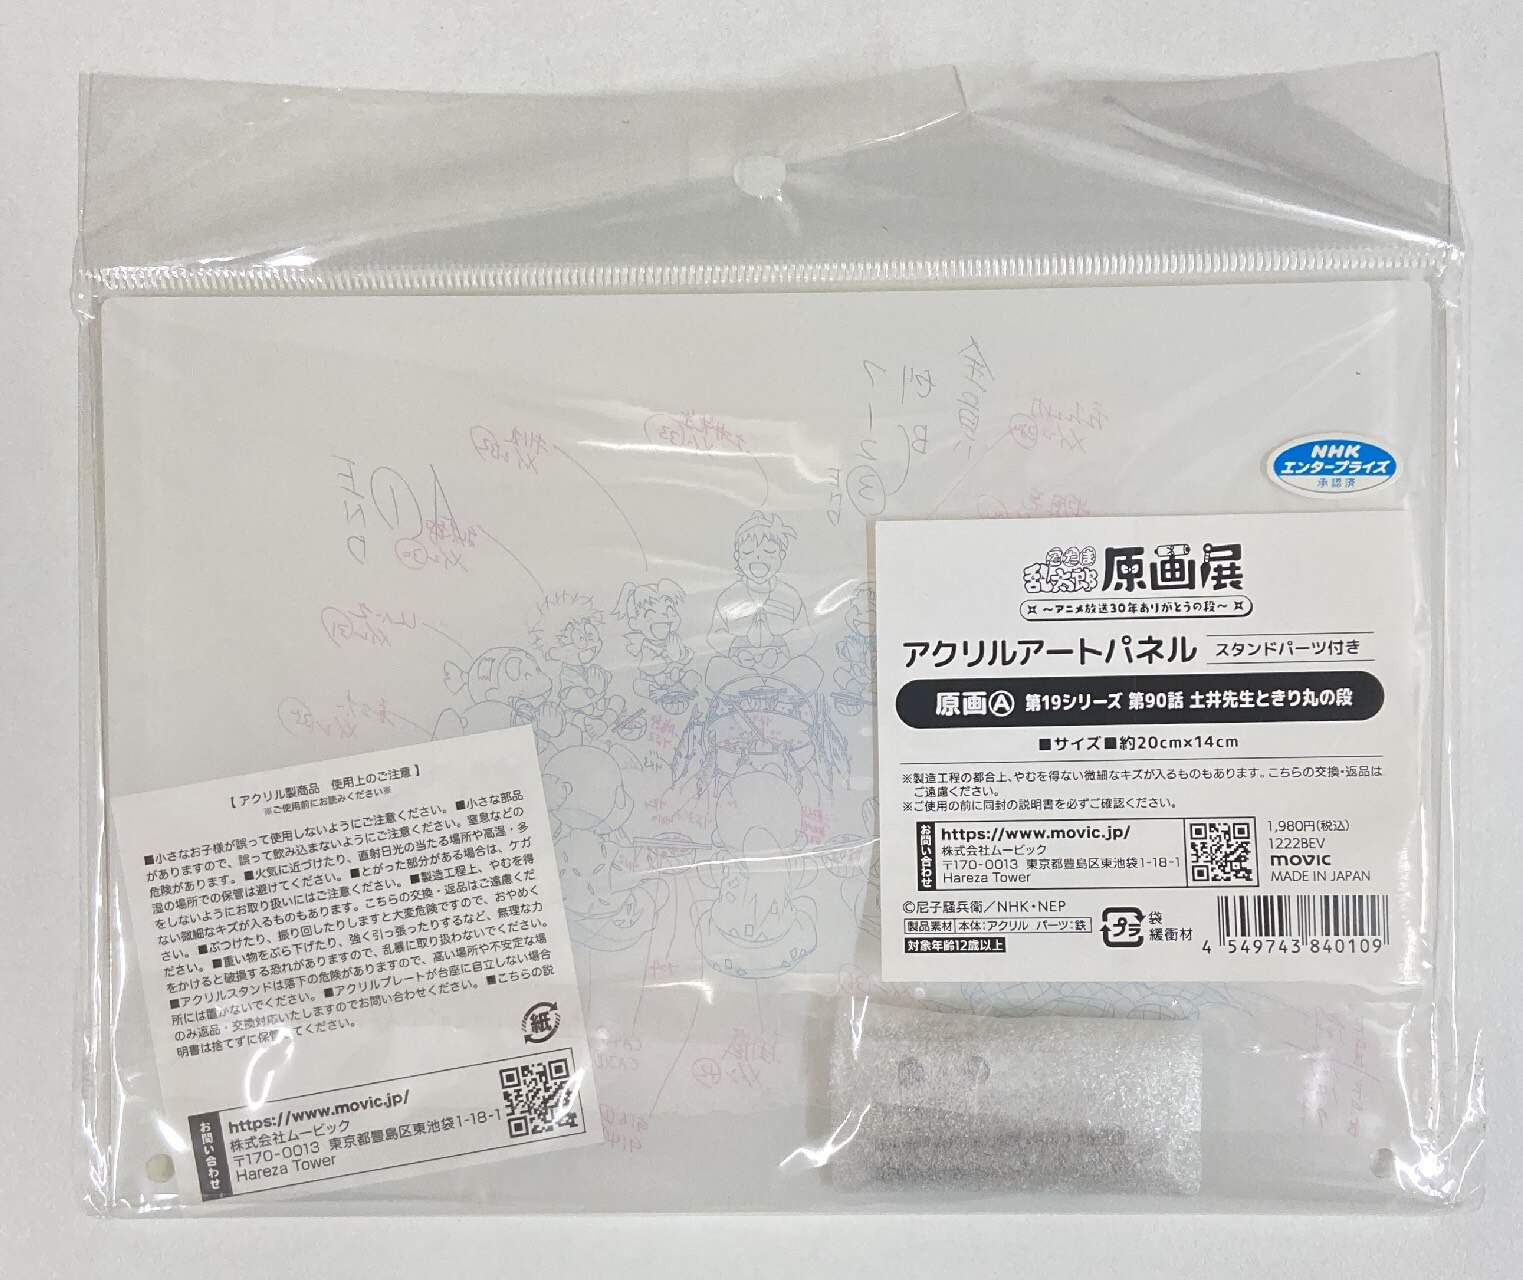 NHK
エンタープライズ
承認済
忍たま
乱太郎
原画展
〜アニメ放送30年ありがとうの段〜
アクリルアートパネル スタンドパーツ付き
原画Ⓐ 第19シリーズ 第90話 土井先生ときり丸の段
■サイズ■約20cm×14cm
※製造工程の都合上、やむを得ない微細なキズが入るものもあります。こちらの交換・返品は
ご遠慮ください。
※ご使用の前に同封の説明書を必ずご確認ください。
お問い合わせ
https://www.movic.jp/
株式会社ムービック
〒170-0013 東京都豊島区東池袋1-18-1
Hareza Tower
1,980円(税込)
1222BEV
movic
MADE IN JAPAN
©尼子騒兵衛/NHK・NEP
製品素材 本体:アクリル パーツ:鉄
対象年齢12歳以上
プラ
袋
緩衝材
4 549743 840109
【 アクリル製商品 使用上のご注意 】
※ご使用前にお読みください※
■小さなお子様が誤って使用しないようにご注意ください。■小さな部品
がありますので、誤って飲み込まないようにご注意ください。窒息などの
危険があります。■火気に近づけたり、直射日光の当たる場所や高温・多
湿の場所での保管は避けてください。■とがった部分がある場合は、ケガ
をしないようにお取り扱いにはご注意ください。■製造工程上、やむを得
ない微細なキズが入るものもあります。こちらの交換・返品はご遠慮くだ
さい。■ぶつけたり、振り回したりしますと大変危険ですので、おやめく
ださい。■重い物をぶら下げたり、強く引っ張ったりするなど、無理な力
をかけると破損する恐れがありますので、乱暴に取り扱わないでください。
■アクリルスタンドは落下の危険がありますので、高い場所や不安定な場
所には置かないでください。■アクリルプレートが台座に自立しない場合
のみ返品・交換対応いたしますのでお問い合わせください。■こちらの説
明書は捨てずに保管してください。
紙
お問い合わせ
https://www.movic.jp/
株式会社ムービック
〒170-0013 東京都豊島区東池袋1-18-1
Hareza Tower